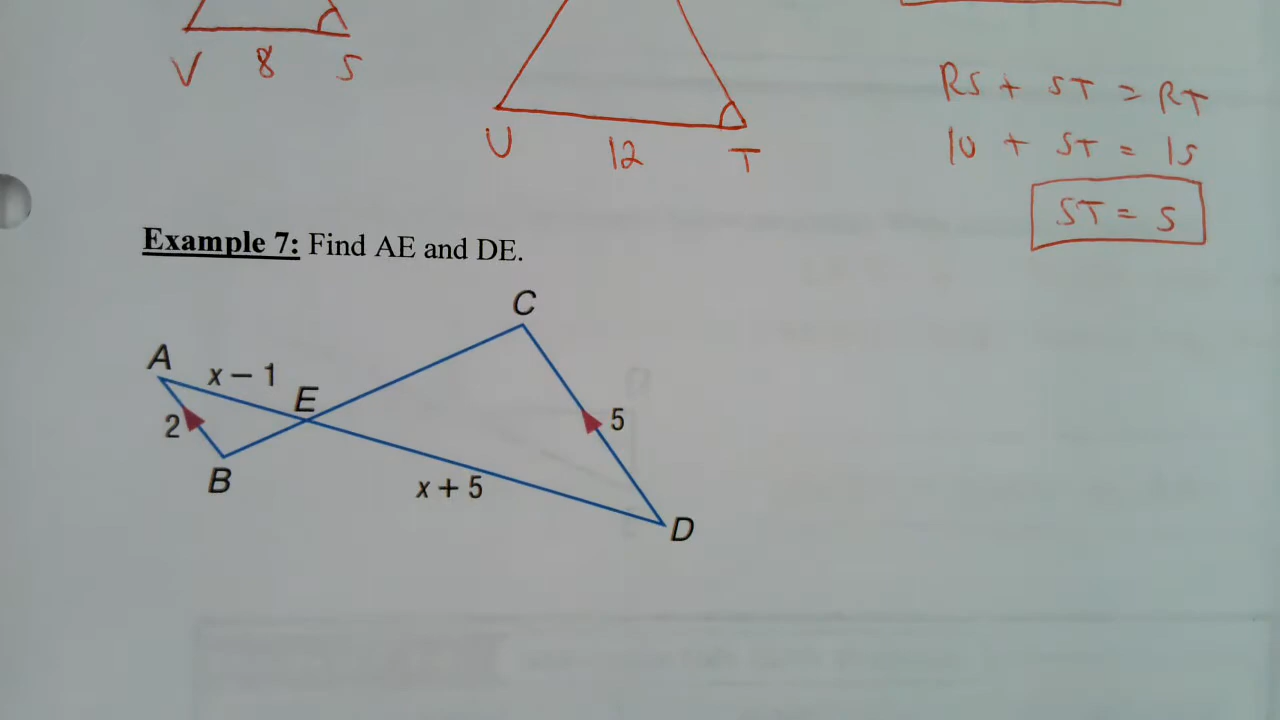 V 8 S
U 12 T
RS + ST = RT
10 + ST = 15
ST = 5
Example 7: Find AE and DE.
C
A x − 1
E
2 5
B x + 5
D